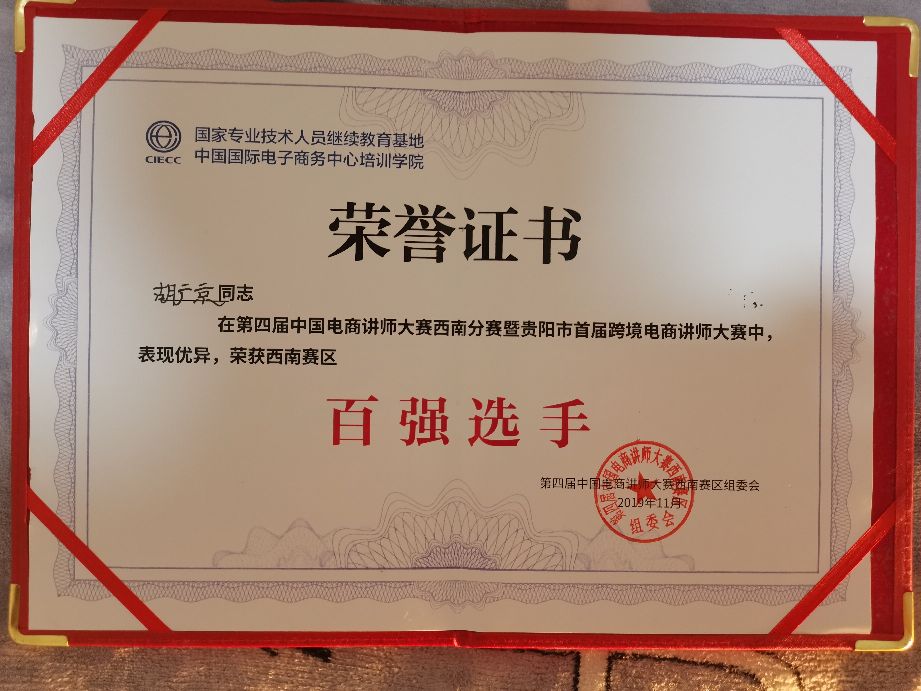 国家专业技术人员继续教育基地
CIECC
中国国际电子商务中心培训学院
荣誉证书
胡广京同志
在第四届中国电商讲师大赛西南分赛暨贵阳市首届跨境电商讲师大赛中，
表现优异，荣获西南赛区
百强选手
第四届中国电商讲师大赛西南赛区组委会
2019年11月
组委会